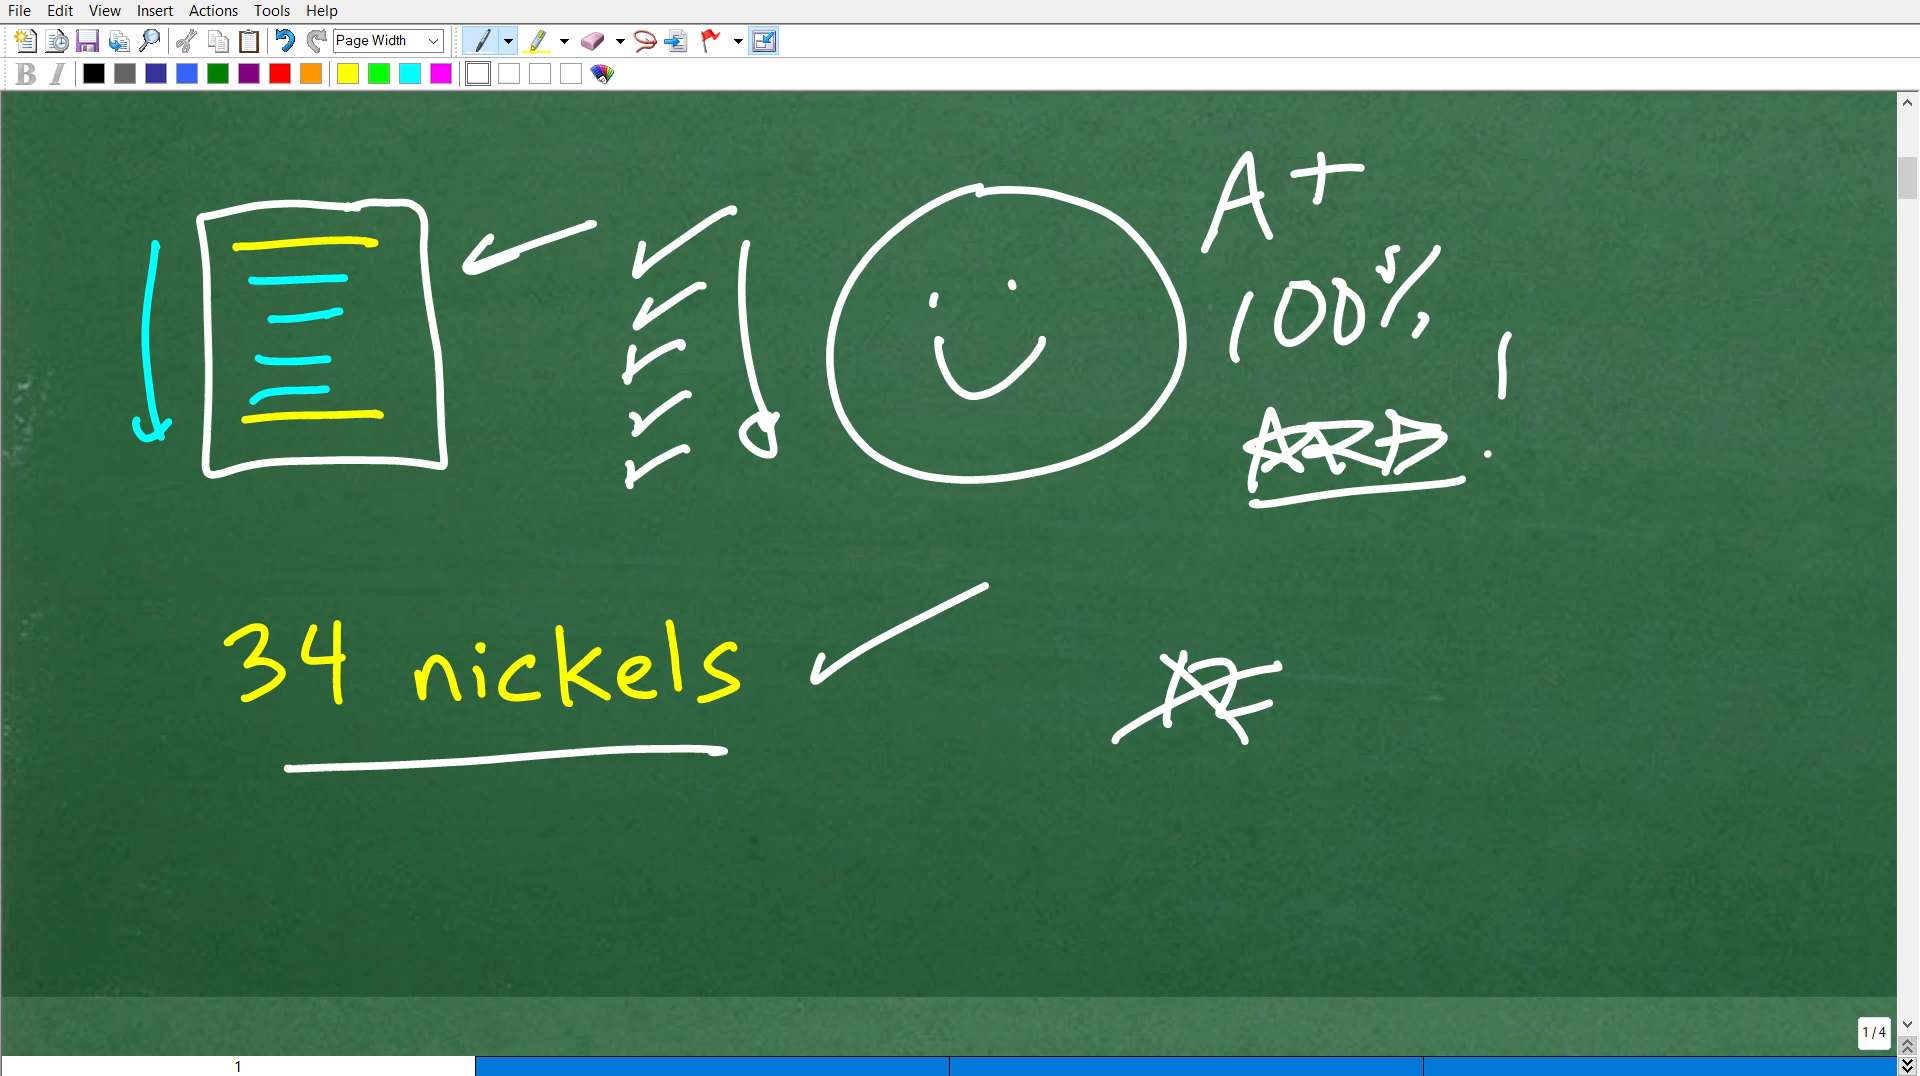 File Edit View Insert Actions Tools Help
Page Width
B I
A+
100%
!
34 nickels
1 / 4
1